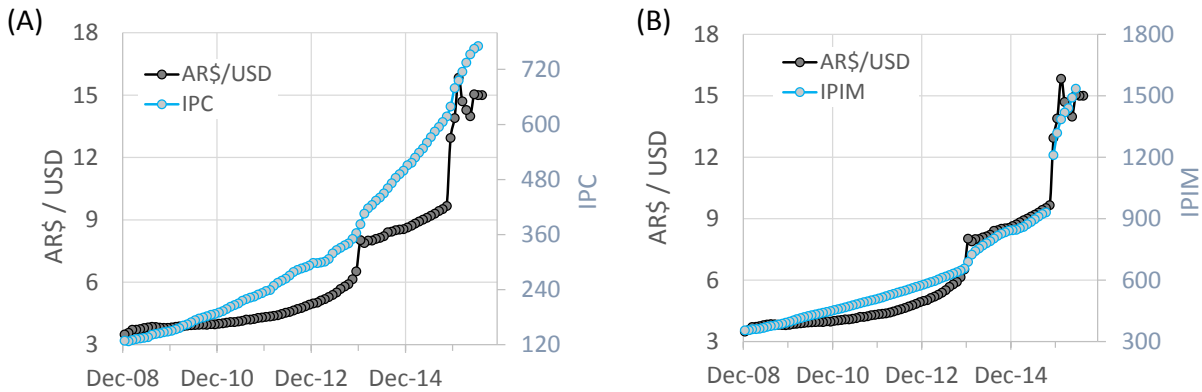 (A)
AR$ / USD
18
15
12
9
6
3
AR$/USD
IPC
720
600
480
360
240
120
IPC
Dec-08 Dec-10 Dec-12 Dec-14
(B)
AR$ / USD
18
15
12
9
6
3
AR$/USD
IPIM
1800
1500
1200
900
600
300
IPIM
Dec-08 Dec-10 Dec-12 Dec-14